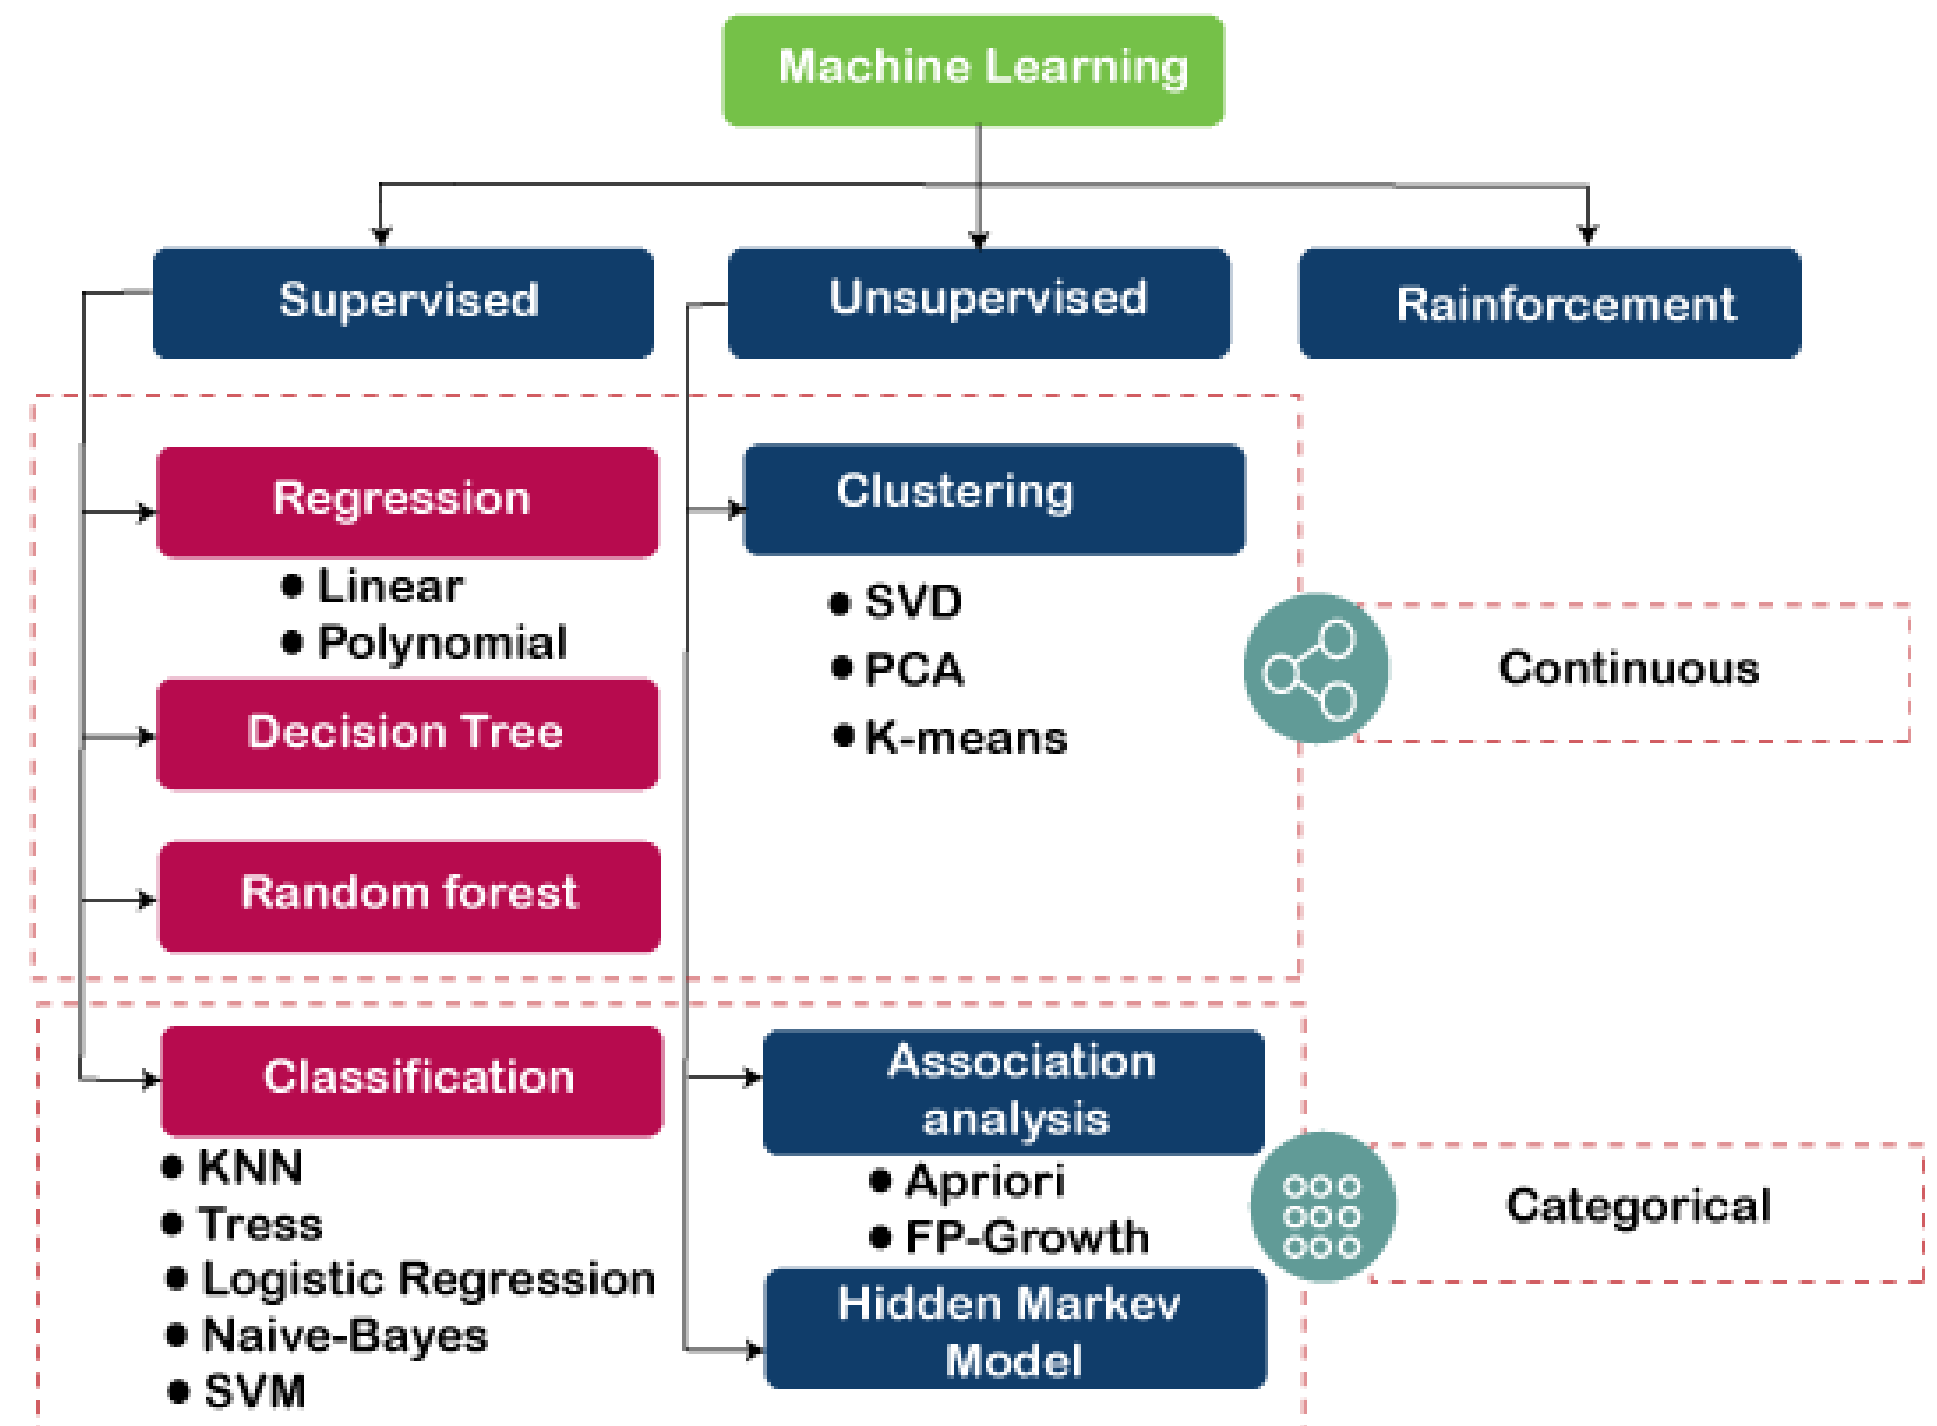 Machine Learning
Supervised
Unsupervised
Rainforcement
Regression
• Linear
• Polynomial
Decision Tree
Random forest
Clustering
• SVD
• PCA
• K-means
Continuous
Classification
• KNN
• Tress
• Logistic Regression
• Naive-Bayes
• SVM
Association
analysis
• Apriori
• FP-Growth
Hidden Markev
Model
Categorical